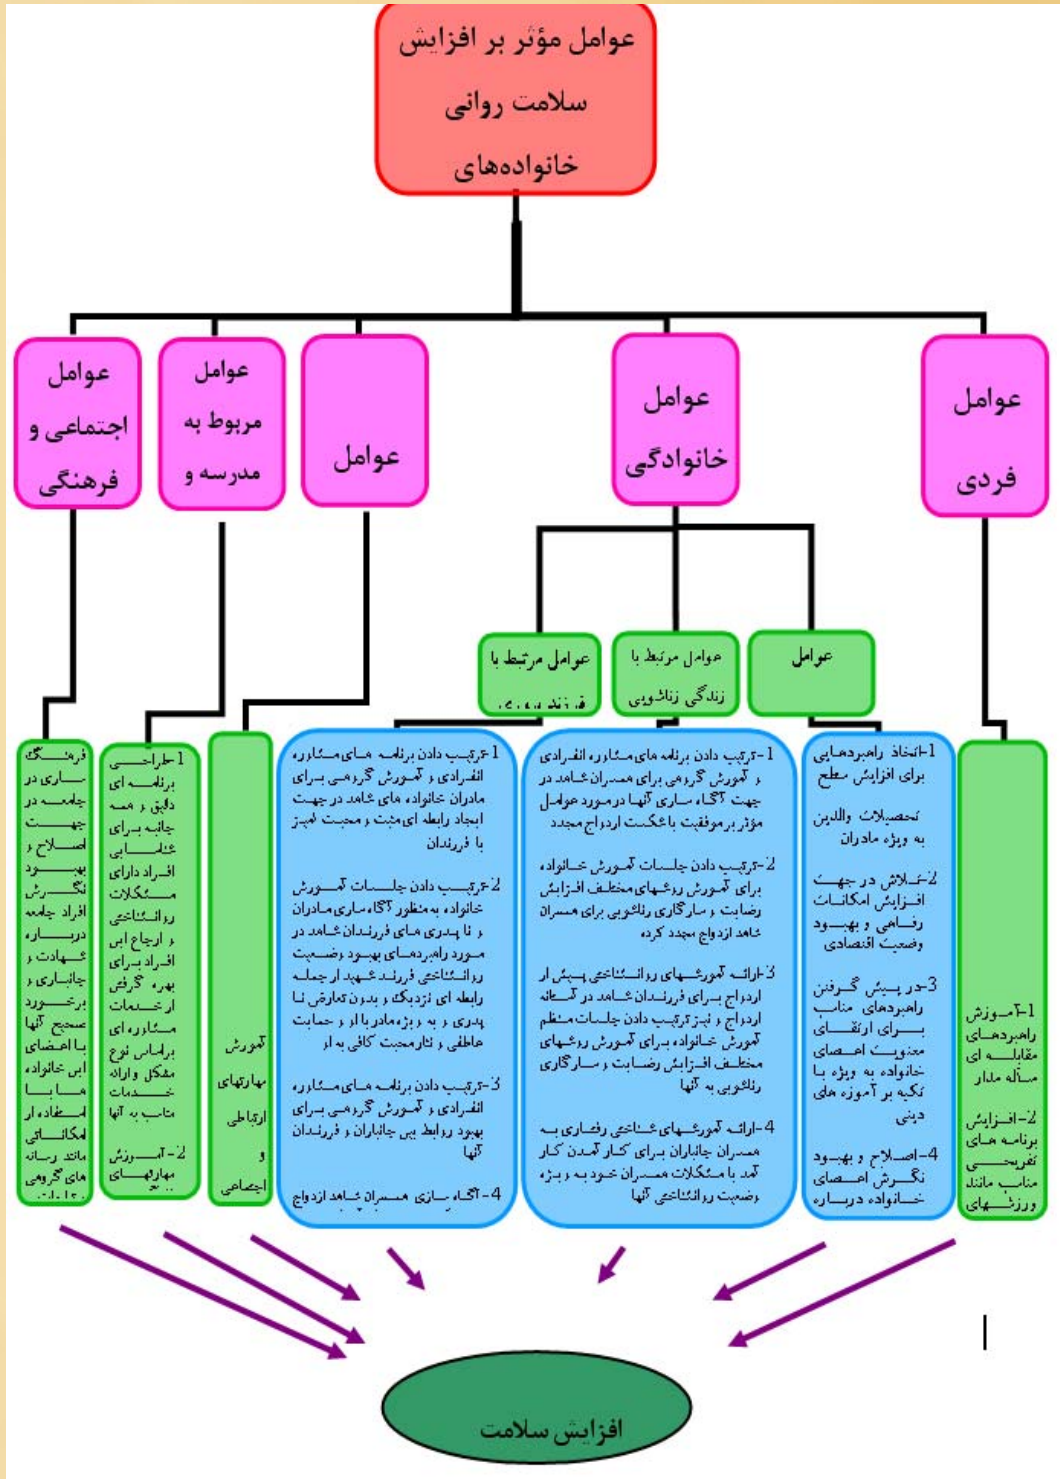 عوامل مؤثر بر افزایش
سلامت روانی
خانواده‌های
عوامل
فردی
عوامل
خانوادگی
عوامل
عوامل
مربوط به
مدرسه و
عوامل
اجتماعی و
فرهنگی
عوامل
عوامل مرتبط با
زندگی زناشویی
عوامل مرتبط با
فرزند پروری
1-آموزش
راهبردهای
مقابله ای
مسأله مدار
2-افزایش
برنامه های
تفریحی
مناسب مانند
ورزشهای
1-اتخاذ راهبردهایی
برای افزایش سطح
تحصیلات والدین
به ویژه مادران
2-تلاش در جهت
افزایش امکانات
رفاهی و بهبود
وضعیت اقتصادی
3-در پیش گرفتن
راهبردهای مناسب
برای ارتقای
معنویت اعضای
خانواده به ویژه با
تکیه بر آموزه های
دینی
4-اصلاح و بهبود
نگرش اعضای
خانواده درباره
1-ترتیب دادن برنامه های مشاوره انفرادی
و آموزش گروهی برای همسران شاهد در
جهت آگاه سازی آنها در مورد عوامل
مؤثر بر موفقیت یا شکست ازدواج مجدد
2-ترتیب دادن جلسات آموزش خانواده
برای آموزش روشهای مختلف افزایش
رضایت و سازگاری زناشویی برای همسران
شاهد ازدواج مجدد کرده
3-ارائه آموزشهای روانشناختی پیش از
ازدواج برای فرزندان شاهد در آستانه
ازدواج و نیز ترتیب دادن جلسات منظم
آموزش خانواده برای آموزش روشهای
مختلف افزایش رضایت و سازگاری
زناشویی به آنها
4-ارائه آموزشهای شناختی رفتاری به
همسران جانبازان برای کار آمدن کار
آمد با مشکلات همسران خود به ویژه
وضعیت روانشناختی آنها
1-ترتیب دادن برنامه های مشاوره
انفرادی و آموزش گروهی برای
مادران خانواده های شاهد در جهت
ایجاد رابطه ای مثبت و محبت آمیز
با فرزندان
2-ترتیب دادن جلسات آموزش
خانواده به منظور آگاه سازی مادران
و نا پدری های فرزندان شاهد در
مورد راهبردهای بهبود وضعیت
روانشناختی فرزند شهید از جمله
رابطه ای نزدیک و بدون تعارض نا
پدری و به ویژه مادر با او و حمایت
عاطفی و نثار محبت کافی به او
3-ترتیب دادن برنامه های مشاوره
انفرادی و آموزش گروهی برای
بهبود روابط بین جانبازان و فرزندان
آنها
4-آگاه سازی همسران شاهد ازدواج
آموزش
مهارتهای
ارتباطی
و
اجتماعی
1-طراحی
برنامه ای
دقیق و همه
جانبه برای
شناسایی
افراد دارای
مشکلات
روانشناختی
و ارجاع این
افراد برای
بهره گرفتن
از خدمات
مشاوره ای
براساس نوع
مشکل و ارائه
خدمات
مناسب به آنها
2-آموزش
مهارتهای
فرهنگ
سازی در
جامعه در
جهت
اصلاح و
بهبود
نگرش
افراد جامعه
درباره
شهادت و
جانبازی و
برخورد
صحیح آنها
با اعضای
این خانواده
ها با
استفاده از
امکاناتی
مانند رسانه
های گروهی
افزایش سلامت